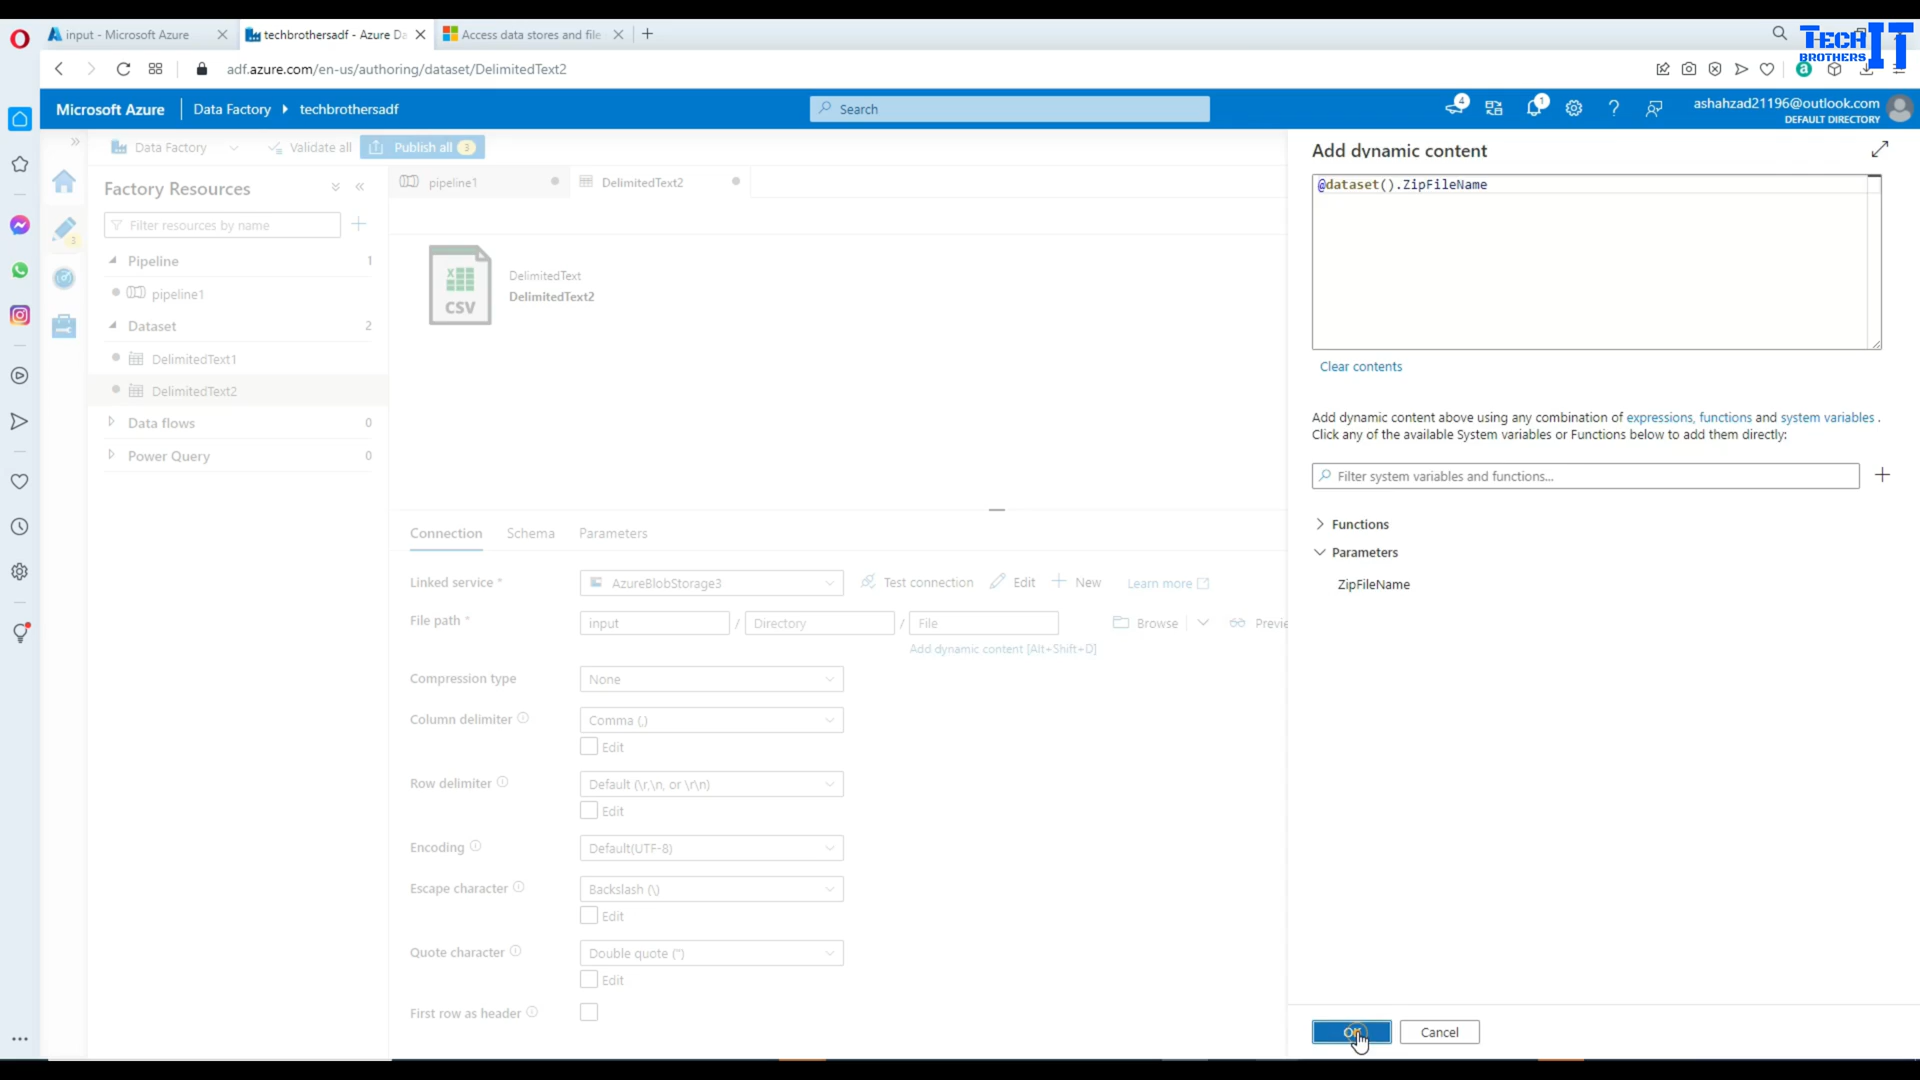 input - Microsoft Azure
techbrothersadf - Azure Da
Access data stores and file
TECH IT
BROTHERS
adf.azure.com/en-us/authoring/dataset/DelimitedText2
Microsoft Azure
Data Factory
techbrothersadf
Search
4
1
ashahzad21196@outlook.com
DEFAULT DIRECTORY
Data Factory
Validate all
Publish all
3
Add dynamic content
Factory Resources
pipeline1
DelimitedText2
@dataset().ZipFileName
Filter resources by name
3
Pipeline
1
pipeline1
Dataset
2
DelimitedText1
DelimitedText2
Data flows
0
Power Query
0
CSV
DelimitedText
DelimitedText2
Clear contents
Add dynamic content above using any combination of expressions, functions and system variables .
Click any of the available System variables or Functions below to add them directly:
Filter system variables and functions...
Functions
Parameters
ZipFileName
Connection
Schema
Parameters
Linked service *
AzureBlobStorage3
Test connection
Edit
New
Learn more
File path *
input
/
Directory
/
File
Browse
Previe
Add dynamic content [Alt+Shift+D]
Compression type
None
Column delimiter
Comma (,)
Edit
Row delimiter
Default (\r,\n, or \r\n)
Edit
Encoding
Default(UTF-8)
Escape character
Backslash (\)
Edit
Quote character
Double quote (")
Edit
First row as header
OK
Cancel